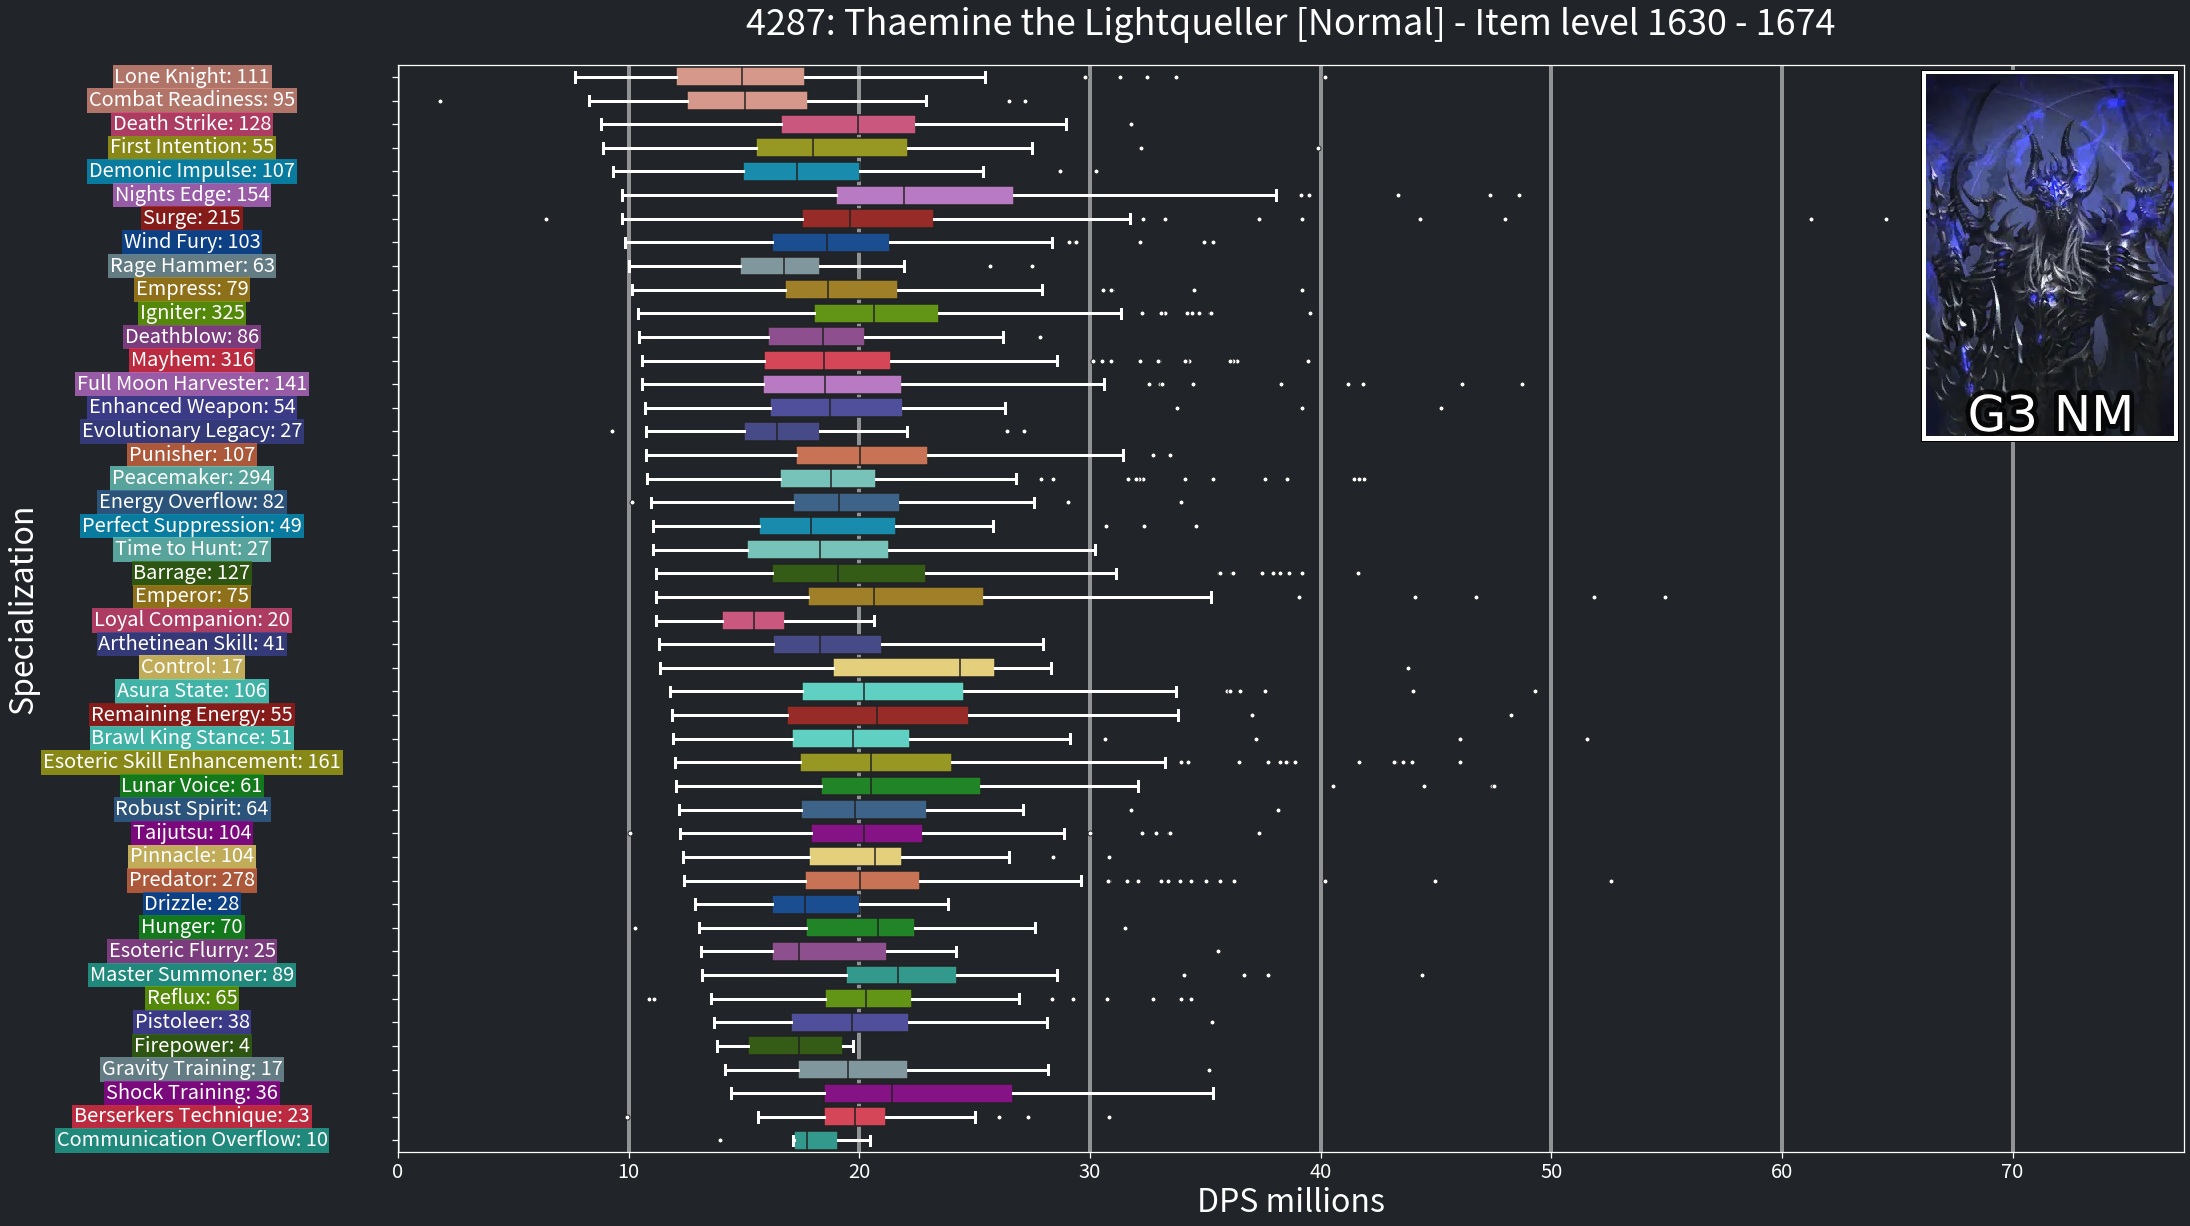 4287: Thaemine the Lightqueller [Normal] - Item level 1630 - 1674
Lone Knight: 111
Combat Readiness: 95
Death Strike: 128
First Intention: 55
Demonic Impulse: 107
Nights Edge: 154
Surge: 215
Wind Fury: 103
Rage Hammer: 63
Empress: 79
Igniter: 325
Deathblow: 86
Mayhem: 316
Full Moon Harvester: 141
Enhanced Weapon: 54
Evolutionary Legacy: 27
Punisher: 107
Peacemaker: 294
Energy Overflow: 82
Perfect Suppression: 49
Time to Hunt: 27
Barrage: 127
Emperor: 75
Loyal Companion: 20
Arthetinean Skill: 41
Control: 17
Asura State: 106
Remaining Energy: 55
Brawl King Stance: 51
Esoteric Skill Enhancement: 161
Lunar Voice: 61
Robust Spirit: 64
Taijutsu: 104
Pinnacle: 104
Predator: 278
Drizzle: 28
Hunger: 70
Esoteric Flurry: 25
Master Summoner: 89
Reflux: 65
Pistoleer: 38
Firepower: 4
Gravity Training: 17
Shock Training: 36
Berserkers Technique: 23
Communication Overflow: 10
Specialization
G3 NM
0 10 20 30 40 50 60 70
DPS millions